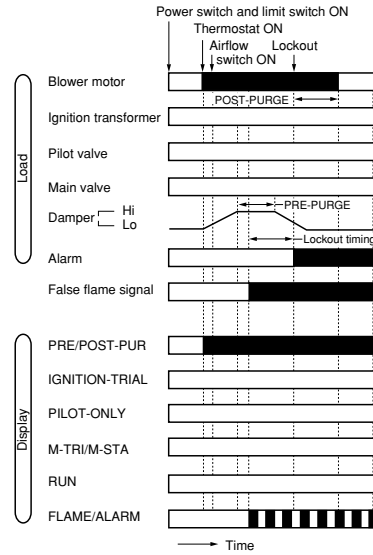 Power switch and limit switch ON
Thermostat ON
Airflow switch ON
Lockout
Load
Blower motor
POST-PURGE
Ignition transformer
Pilot valve
Main valve
Damper
Hi
Lo
PRE-PURGE
Lockout timing
Alarm
False flame signal
Display
PRE/POST-PUR
IGNITION-TRIAL
PILOT-ONLY
M-TRI/M-STA
RUN
FLAME/ALARM
Time